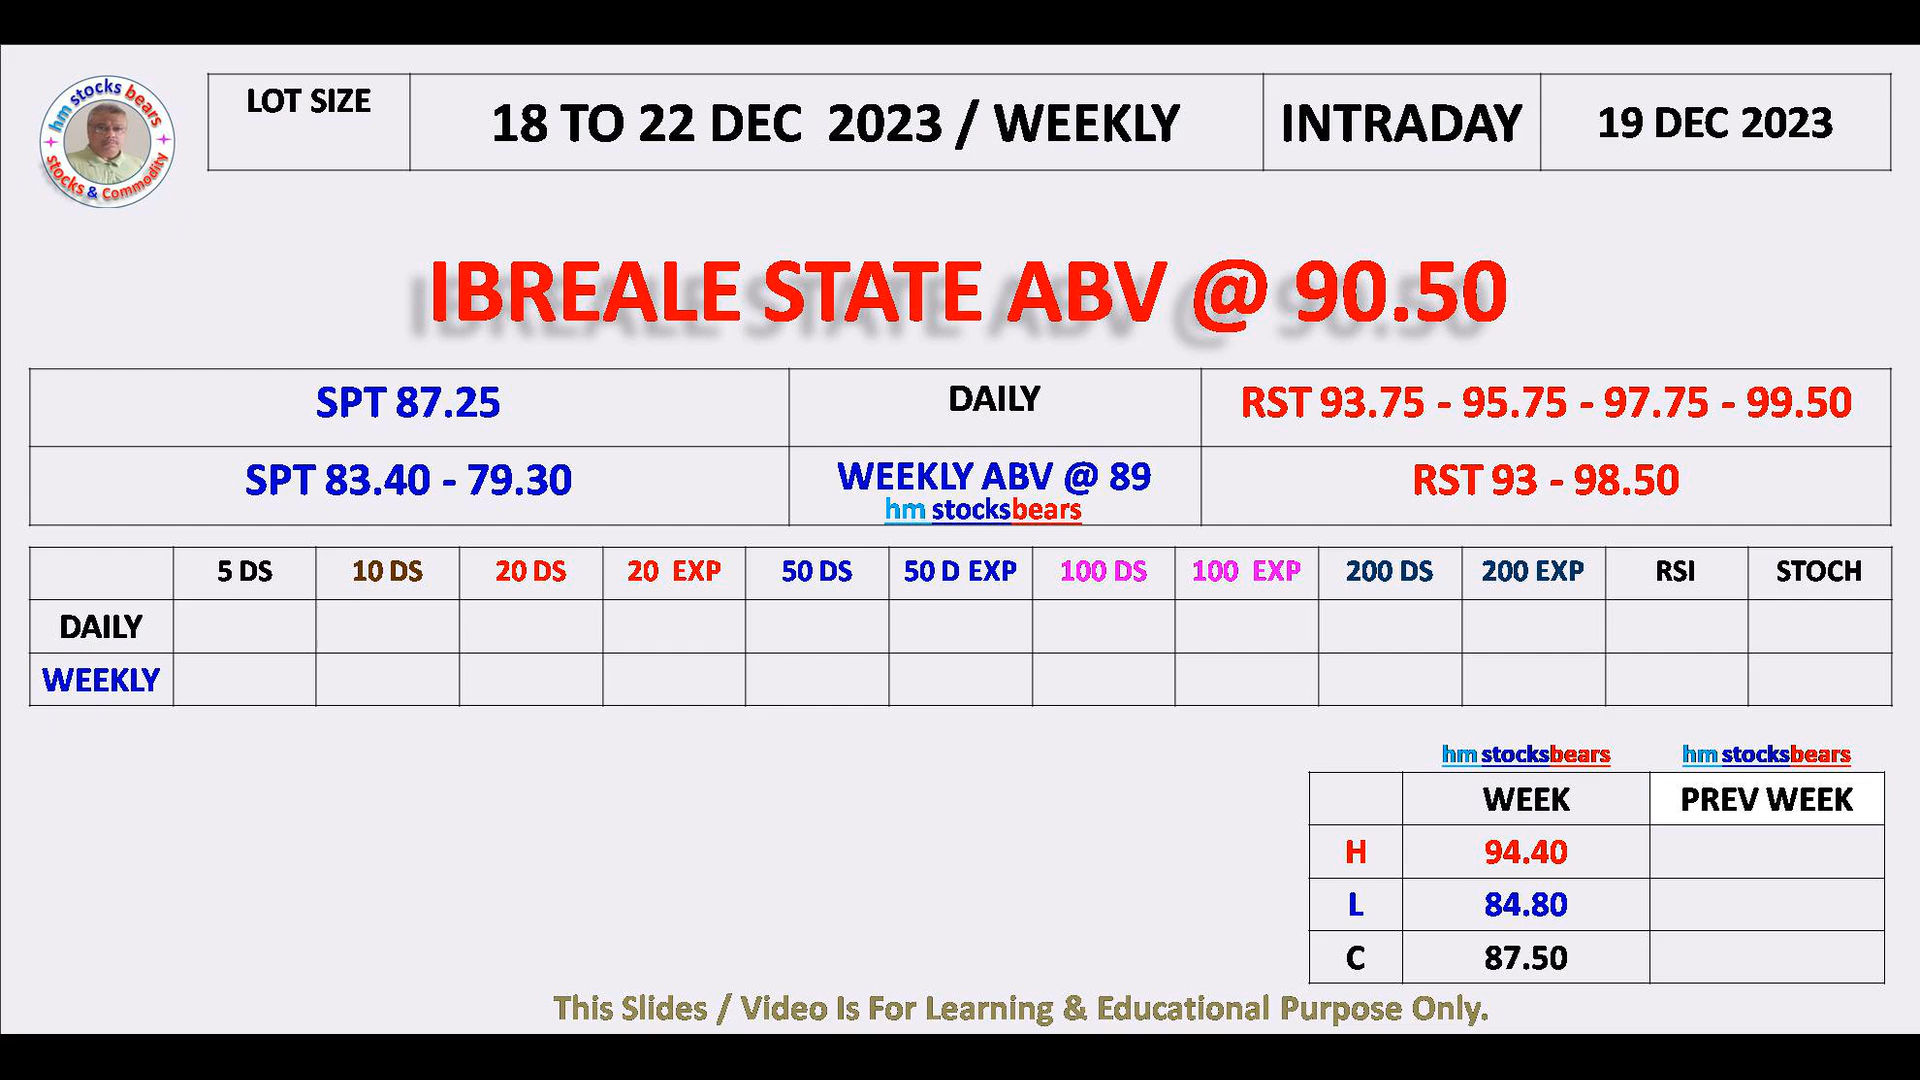 hm stocks bears
stocks & Commodity
LOT SIZE
18 TO 22 DEC 2023 / WEEKLY
INTRADAY
19 DEC 2023
IBREALE STATE ABV @ 90.50
SPT 87.25
DAILY
RST 93.75 - 95.75 - 97.75 - 99.50
SPT 83.40 - 79.30
WEEKLY ABV @ 89
hm stocksbears
RST 93 - 98.50
5 DS 10 DS 20 DS 20 EXP 50 DS 50 D EXP 100 DS 100 EXP 200 DS 200 EXP RSI STOCH
DAILY
WEEKLY
hm stocksbears hm stocksbears
WEEK PREV WEEK
H 94.40
L 84.80
C 87.50
This Slides / Video Is For Learning & Educational Purpose Only.